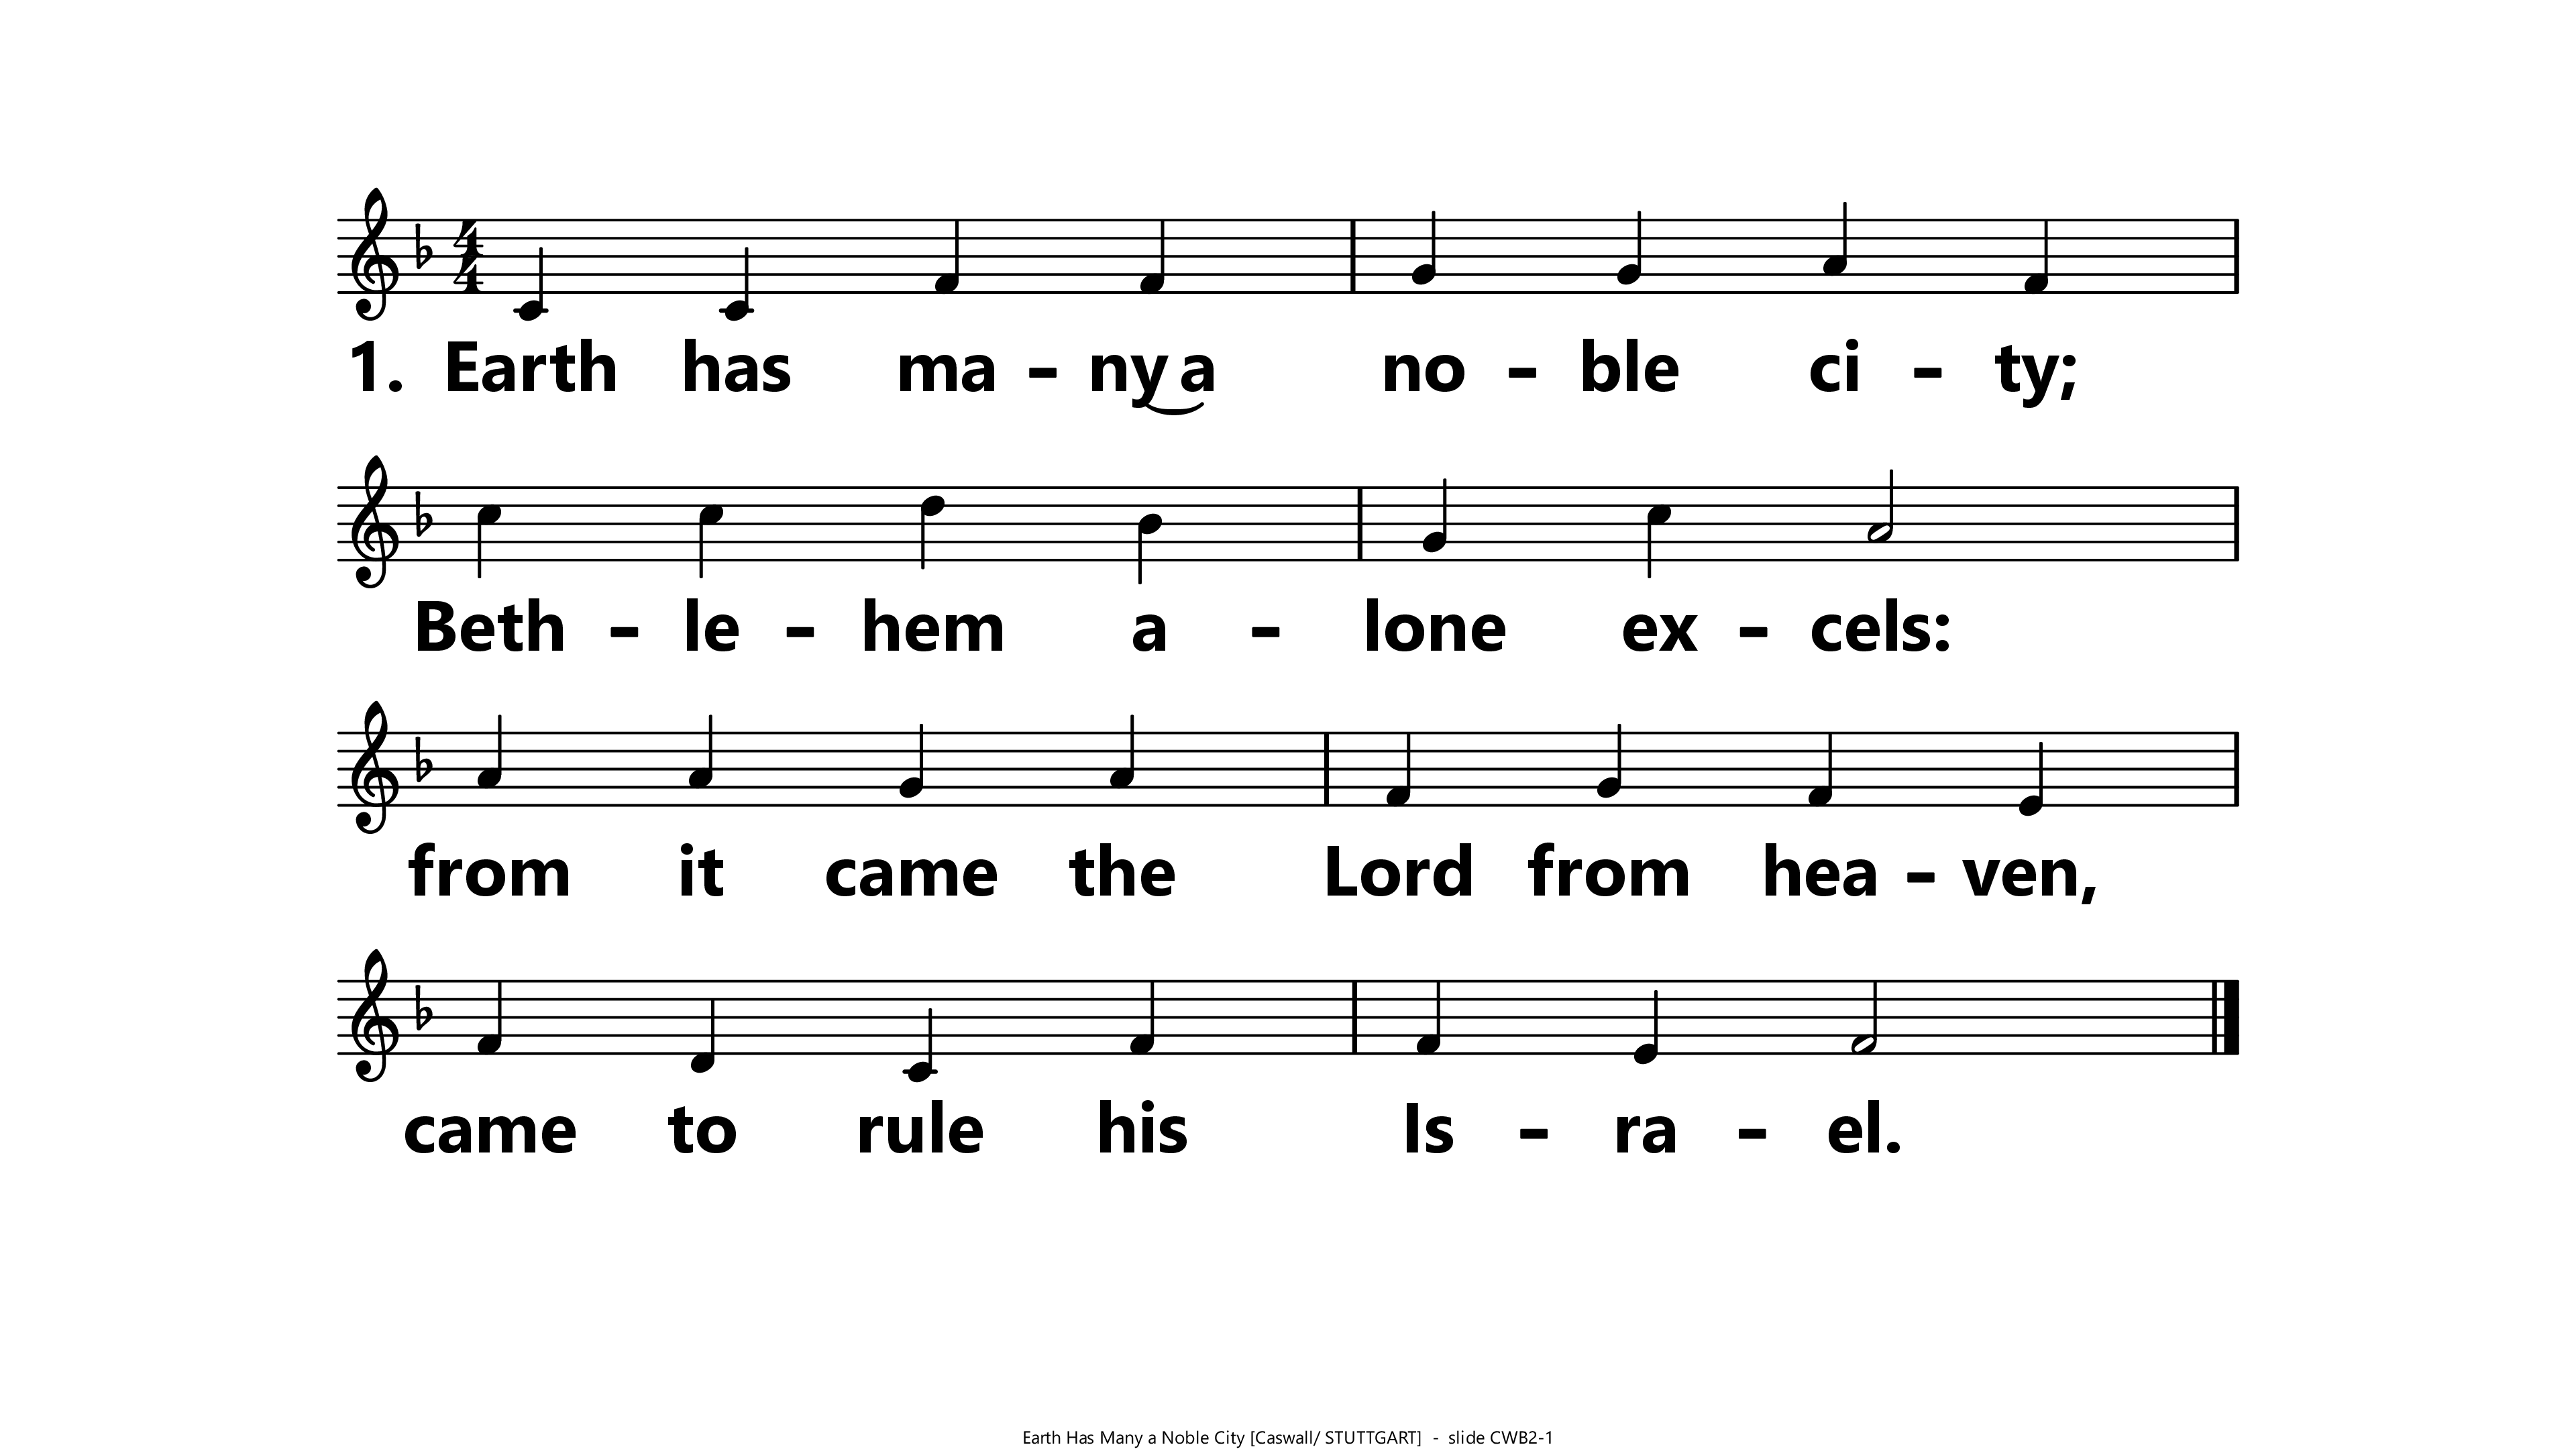 1. Earth has ma - ny a no - ble ci - ty;
Beth - le - hem a - lone ex - cels:
from it came the Lord from hea - ven,
came to rule his Is - ra - el.
Earth Has Many a Noble City [Caswall/ STUTTGART] - slide CWB2-1